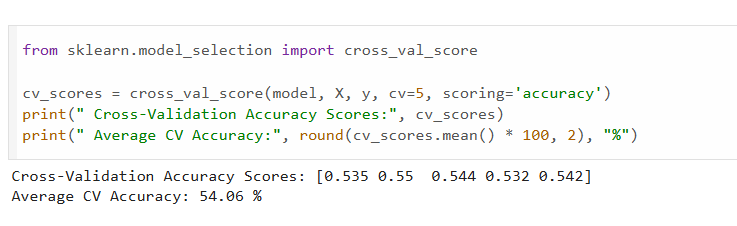 from sklearn.model_selection import cross_val_score
cv_scores = cross_val_score(model, X, y, cv=5, scoring='accuracy')
print(" Cross-Validation Accuracy Scores:", cv_scores)
print(" Average CV Accuracy:", round(cv_scores.mean() * 100, 2), "%")
Cross-Validation Accuracy Scores: [0.535 0.55  0.544 0.532 0.542]
Average CV Accuracy: 54.06 %